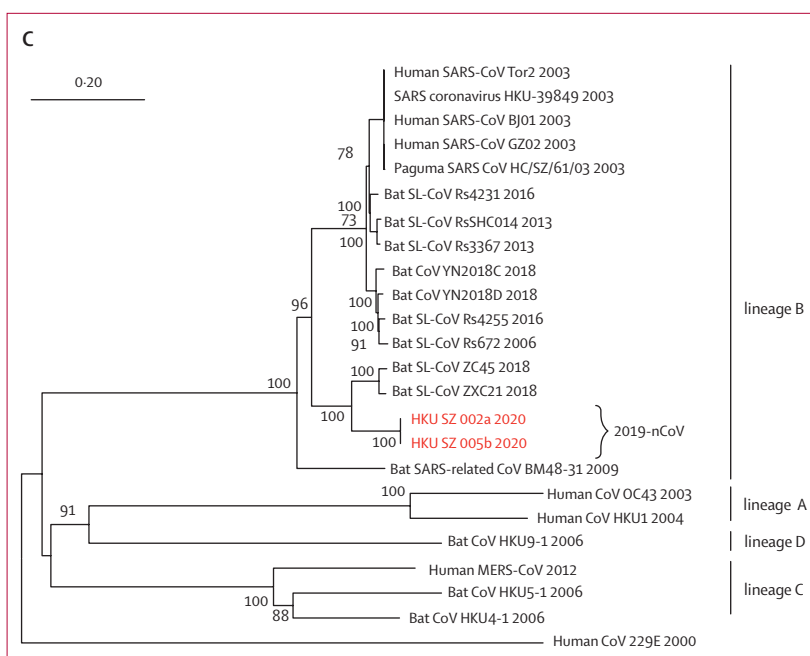 C
0·20
Human SARS-CoV Tor2 2003
SARS coronavirus HKU-39849 2003
Human SARS-CoV BJ01 2003
78
Human SARS-CoV GZ02 2003
Paguma SARS CoV HC/SZ/61/03 2003
Bat SL-CoV Rs4231 2016
100
73
Bat SL-CoV RsSHC014 2013
100
Bat SL-CoV Rs3367 2013
Bat CoV YN2018C 2018
Bat CoV YN2018D 2018
96
100
lineage B
Bat SL-CoV Rs4255 2016
100
91
Bat SL-CoV Rs672 2006
100
Bat SL-CoV ZC45 2018
100
Bat SL-CoV ZXC21 2018
100
HKU SZ 002a 2020
2019-nCoV
100
HKU SZ 005b 2020
Bat SARS-related CoV BM48-31 2009
100
Human CoV OC43 2003
lineage A
91
Human CoV HKU1 2004
Bat CoV HKU9-1 2006
lineage D
Human MERS-CoV 2012
100
Bat CoV HKU5-1 2006
lineage C
88
Bat CoV HKU4-1 2006
Human CoV 229E 2000